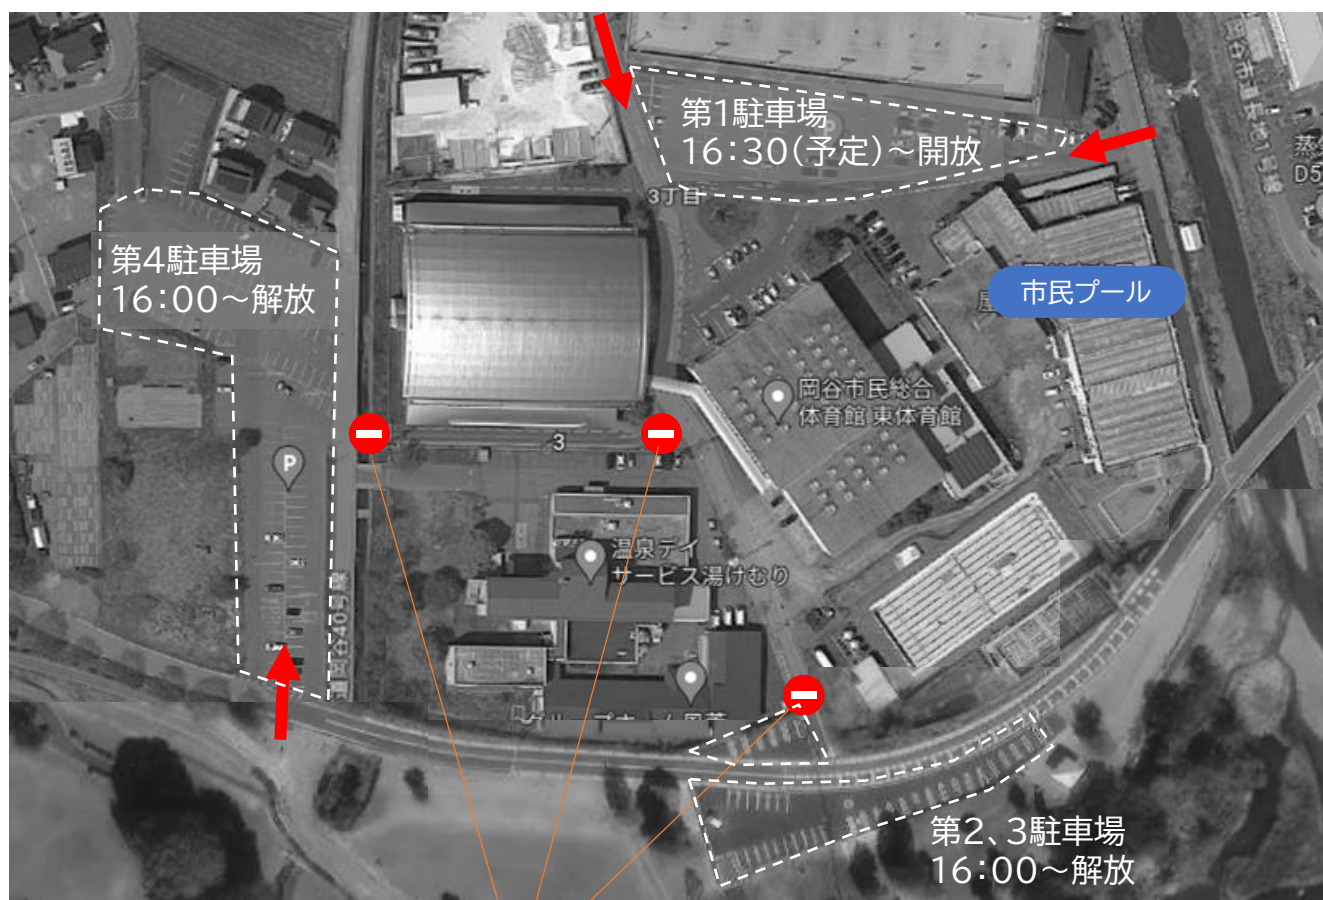 第1駐車場
16：30（予定）～開放
3丁目
第4駐車場
16：00～解放
市民プール
岡谷市民総合
体育館 東体育館
3
P
温泉デイ
サービス湯けむり
第2、3駐車場
16：00～解放